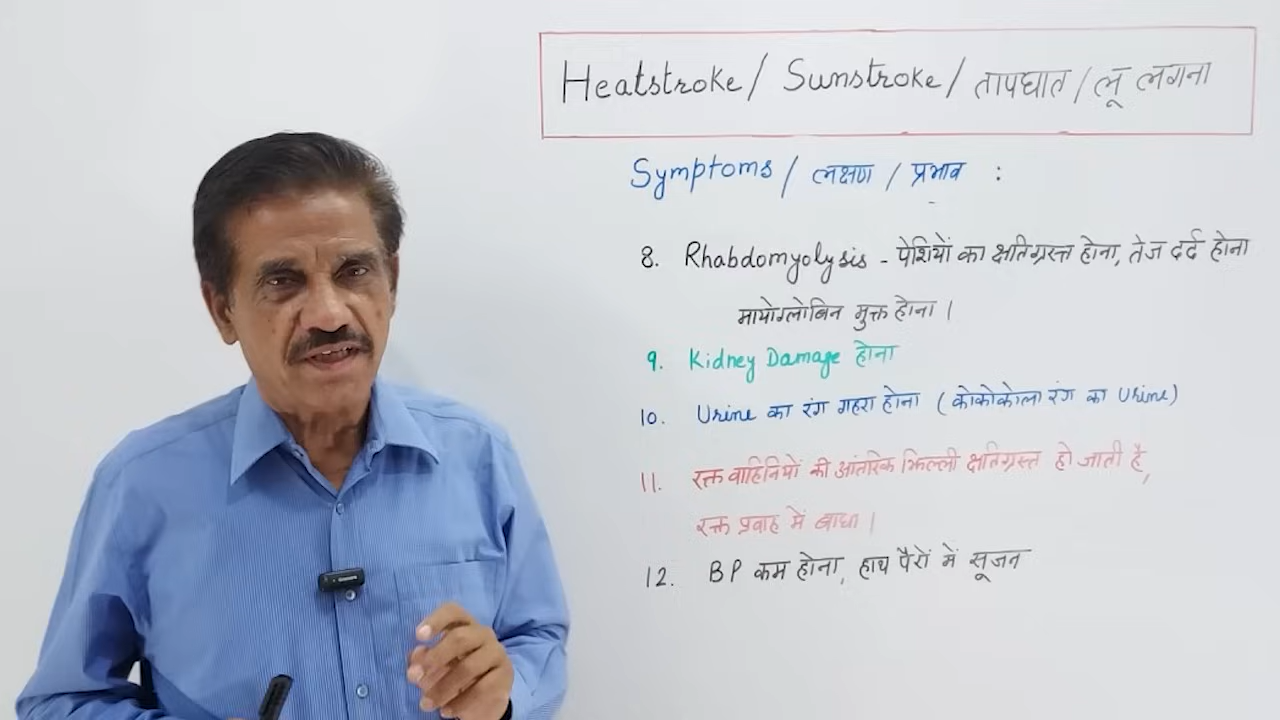 Heatstroke / Sunstroke / तापघात / लू लगना
Symptoms / लक्षण / प्रभाव :
8. Rhabdomyolysis - पेशियों का क्षतिग्रस्त होना, तेज दर्द होना
मायोग्लोबिन मुक्त होना ।
9. Kidney Damage होना
10. Urine का रंग गहरा होना (कोकोकोला रंग का Urine)
11. रक्त वाहिनियों की आंतरिक झिल्ली क्षतिग्रस्त हो जाती है,
रक्त प्रवाह में बाधा ।
12. BP कम होना, हाथ पैरों में सूजन